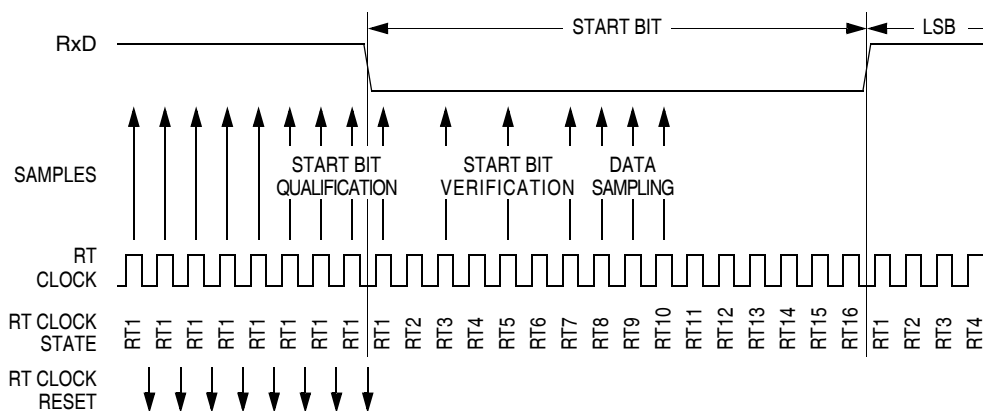 START BIT
LSB
RxD
SAMPLES
START BIT
QUALIFICATION
START BIT
VERIFICATION
DATA
SAMPLING
RT
CLOCK
RT CLOCK
STATE
RT1 RT1 RT1 RT1 RT1 RT1 RT1 RT1 RT1 RT2 RT3 RT4 RT5 RT6 RT7 RT8 RT9 RT10 RT11 RT12 RT13 RT14 RT15 RT16 RT1 RT2 RT3 RT4
RT CLOCK
RESET